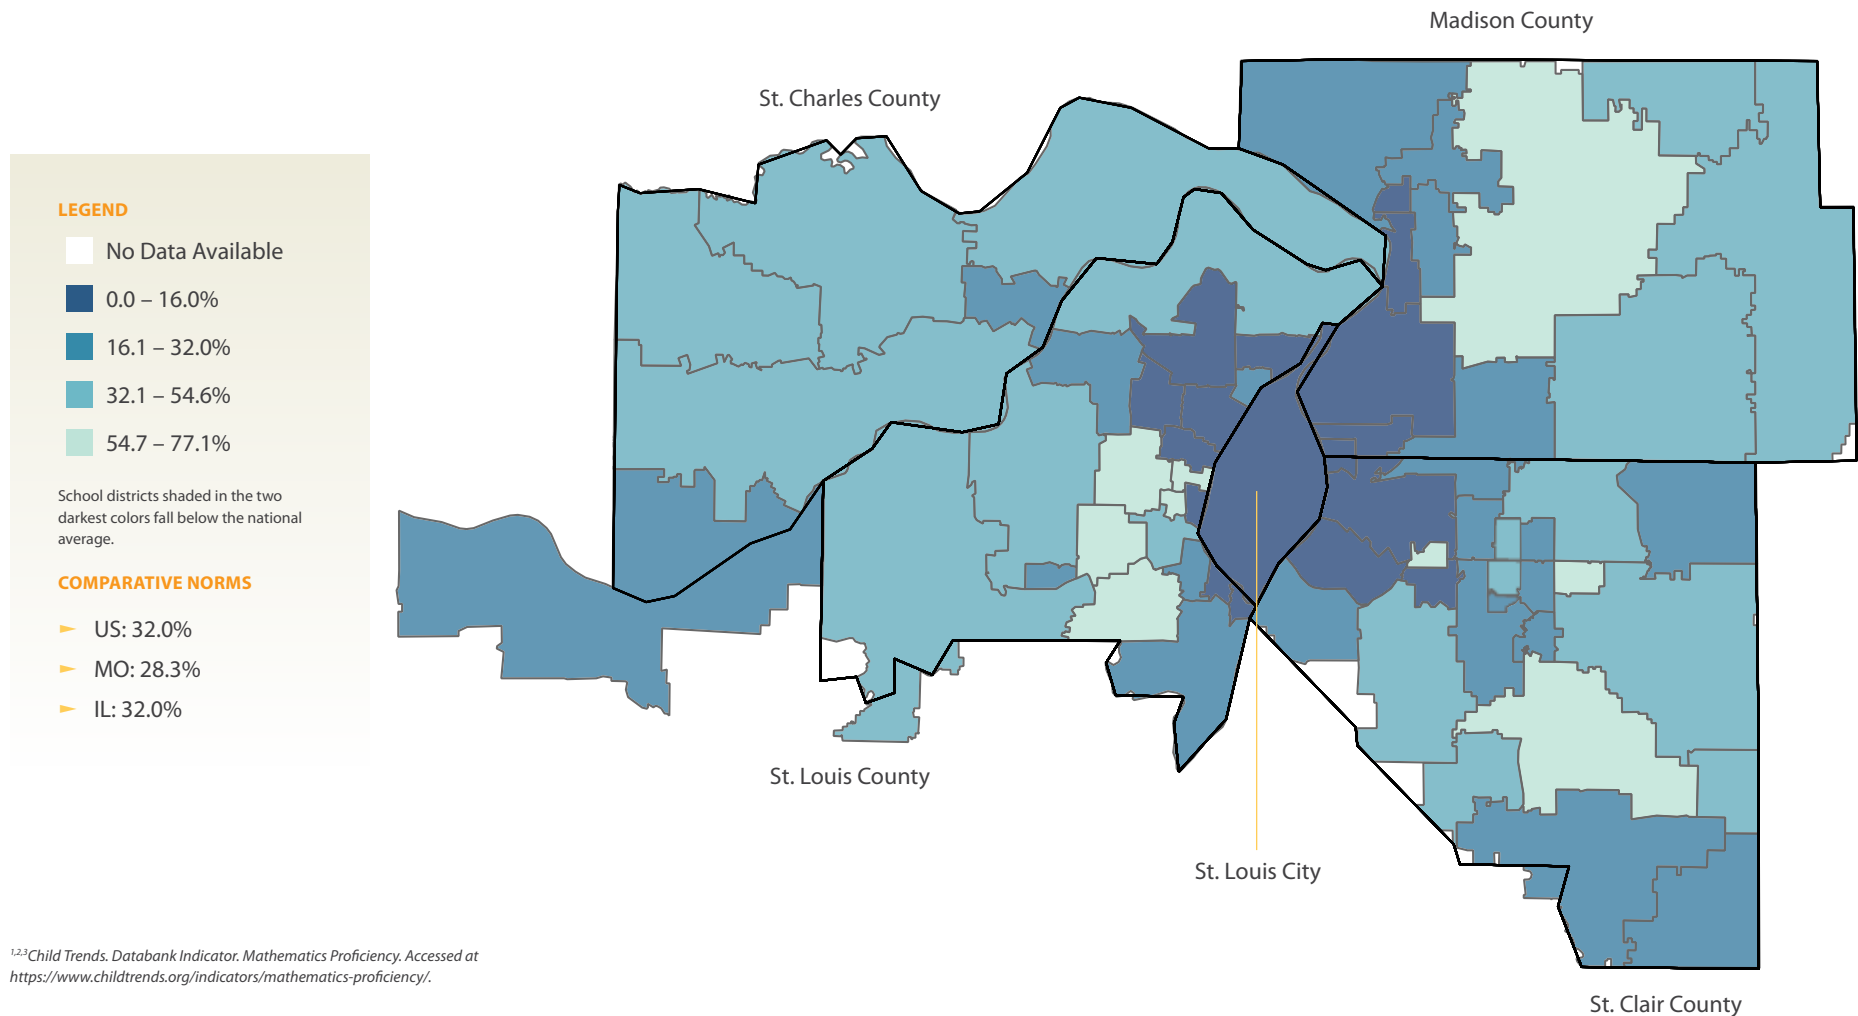 Madison County
St. Charles County
LEGEND
No Data Available
0.0 – 16.0%
16.1 – 32.0%
32.1 – 54.6%
54.7 – 77.1%
School districts shaded in the two
darkest colors fall below the national
average.
COMPARATIVE NORMS
US: 32.0%
MO: 28.3%
IL: 32.0%
St. Louis County
St. Louis City
1,2,3Child Trends. Databank Indicator. Mathematics Proficiency. Accessed at
https://www.childtrends.org/indicators/mathematics-proficiency/.
St. Clair County